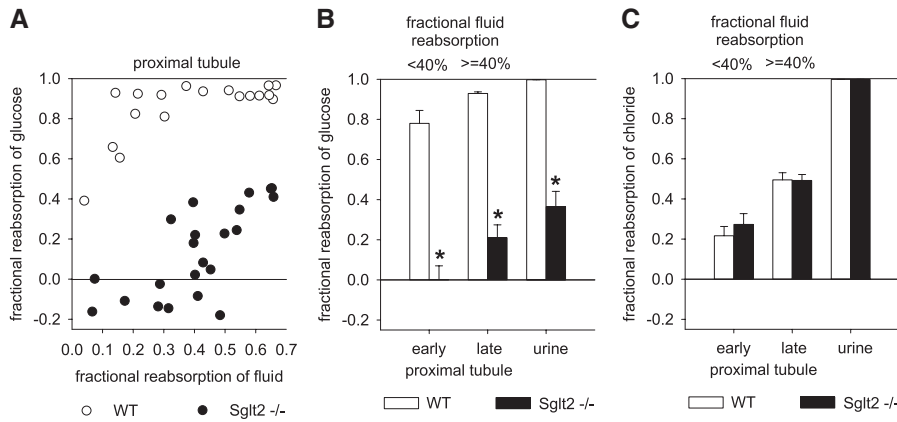 A
proximal tubule
fractional reabsorption of glucose
1.0
0.8
0.6
0.4
0.2
0.0
-0.2
0.0 0.1 0.2 0.3 0.4 0.5 0.6 0.7
fractional reabsorption of fluid
WT Sglt2 -/-
B
fractional fluid
reabsorption
<40% >=40%
fractional reabsorption of glucose
1.0
0.8
0.6
0.4
0.2
0.0
-0.2
*
*
*
early late urine
proximal tubule
WT Sglt2 -/-
C
fractional fluid
reabsorption
<40% >=40%
fractional reabsorption of chloride
1.0
0.8
0.6
0.4
0.2
0.0
-0.2
early late urine
proximal tubule
WT Sglt2 -/-